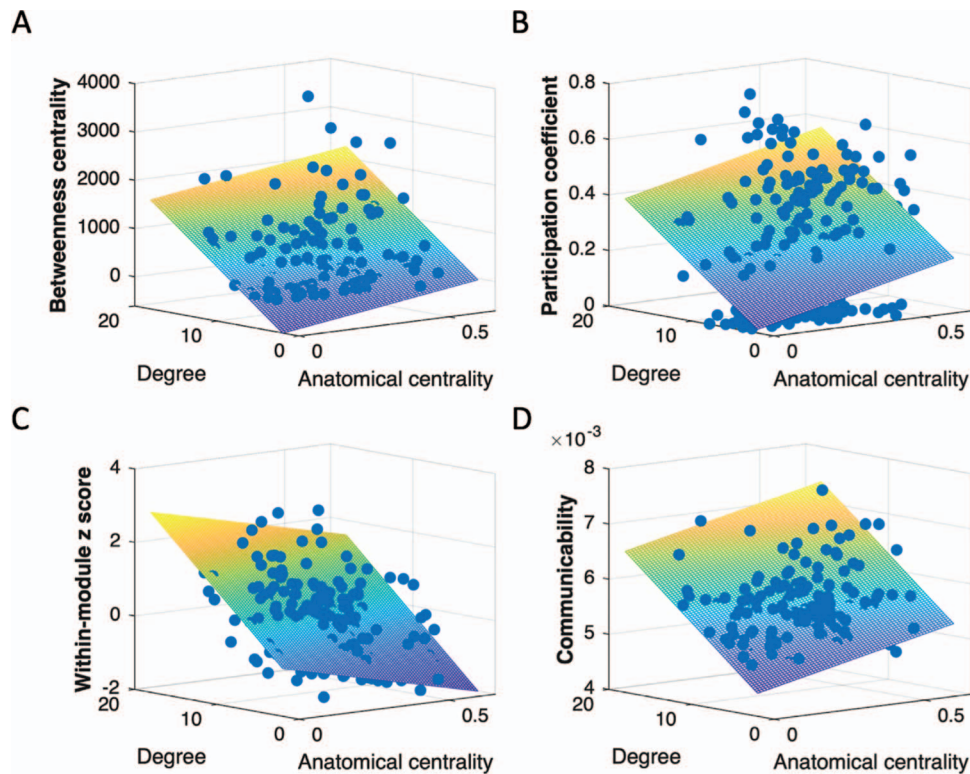 A
Betweenness centrality
4000
3000
2000
1000
0
20
10
0
Degree
0
0.5
Anatomical centrality
B
Participation coefficient
0.8
0.6
0.4
0.2
0
20
10
0
Degree
0
0.5
Anatomical centrality
C
Within-module z score
4
2
0
-2
20
10
0
Degree
0
0.5
Anatomical centrality
D
×10-3
Communicability
8
7
6
5
4
20
10
0
Degree
0
0.5
Anatomical centrality